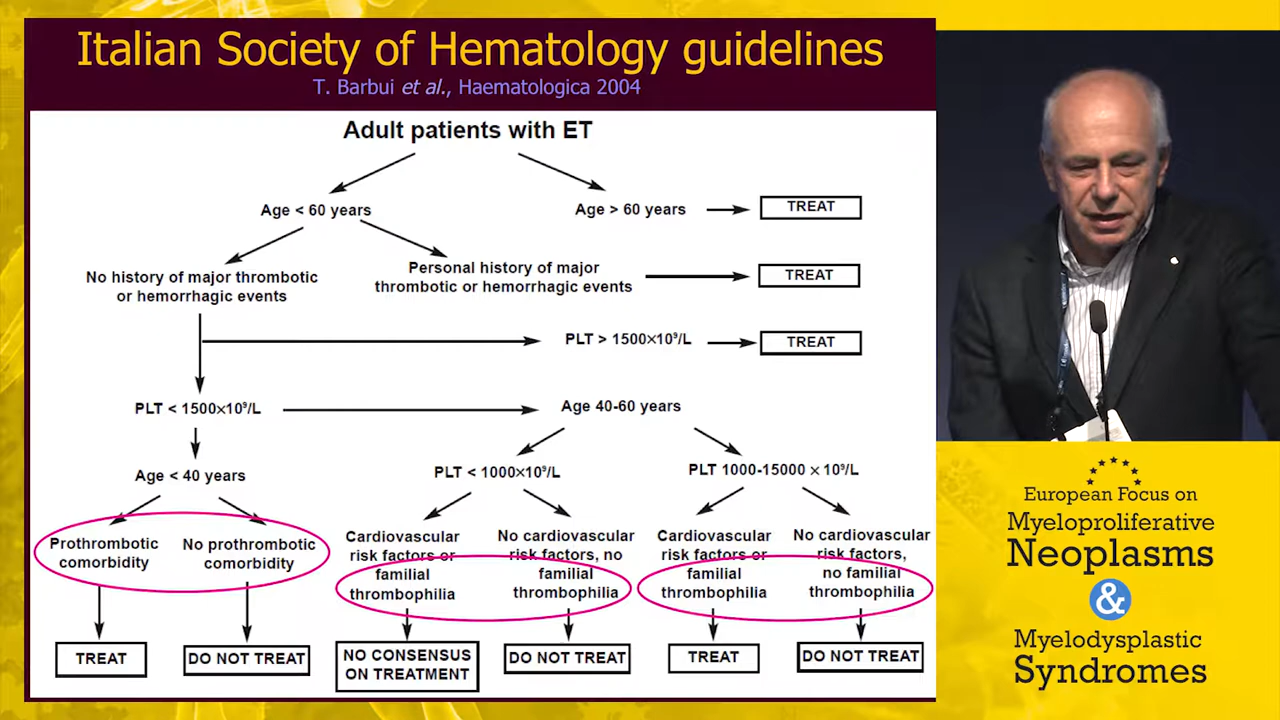 Italian Society of Hematology guidelines
T. Barbui et al., Haematologica 2004
Adult patients with ET
Age < 60 years
Age > 60 years
TREAT
No history of major thrombotic
or hemorrhagic events
Personal history of major
thrombotic or hemorrhagic events
TREAT
PLT > 1500×10⁹/L
TREAT
PLT < 1500×10⁹/L
Age 40-60 years
Age < 40 years
PLT < 1000×10⁹/L
PLT 1000-15000 × 10⁹/L
Prothrombotic
comorbidity
No prothrombotic
comorbidity
Cardiovascular
risk factors or
familial
thrombophilia
No cardiovascular
risk factors, no
familial
thrombophilia
Cardiovascular
risk factors or
familial
thrombophilia
No cardiovascular
risk factors,
no familial
thrombophilia
TREAT
DO NOT TREAT
NO CONSENSUS
ON TREATMENT
DO NOT TREAT
TREAT
DO NOT TREAT
European Focus on
Myeloproliferative
Neoplasms
&
Myelodysplastic
Syndromes